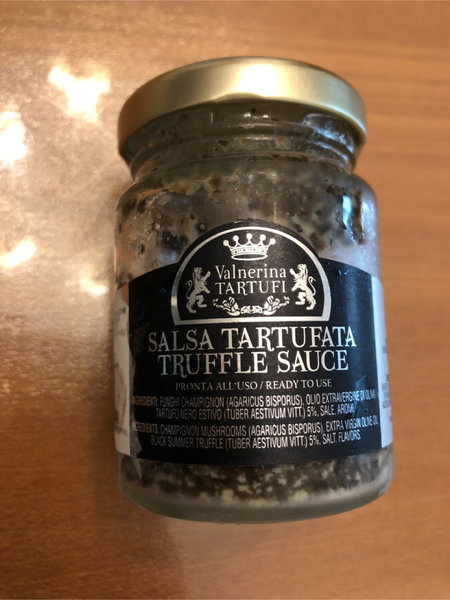 Valnerina
TARTUFI
SALSA TARTUFATA
TRUFFLE SAUCE
PRONTA ALL'USO / READY TO USE
INGREDIENTI: FUNGHI CHAMPIGNON (AGARICUS BISPORUS), OLIO EXTRAVERGINE DI OLIVA,
TARTUFO NERO ESTIVO (TUBER AESTIVUM VITT.) 5%, SALE, AROMI.
INGREDIENTS: CHAMPIGNON MUSHROOMS (AGARICUS BISPORUS), EXTRA VIRGIN OLIVE OIL,
BLACK SUMMER TRUFFLE (TUBER AESTIVUM VITT.) 5%, SALT, FLAVORS.